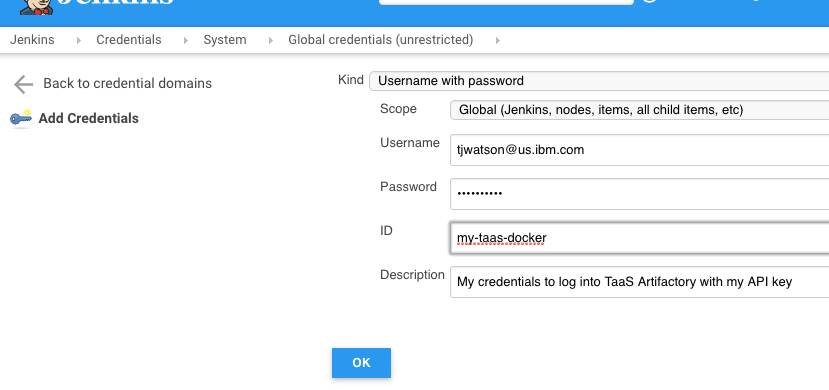 Jenkins
Jenkins Credentials System Global credentials (unrestricted)
Back to credential domains
Add Credentials
Kind Username with password
Scope Global (Jenkins, nodes, items, all child items, etc)
Username tjwatson@us.ibm.com
Password ••••••••••
ID my-taas-docker
Description My credentials to log into TaaS Artifactory with my API key
OK